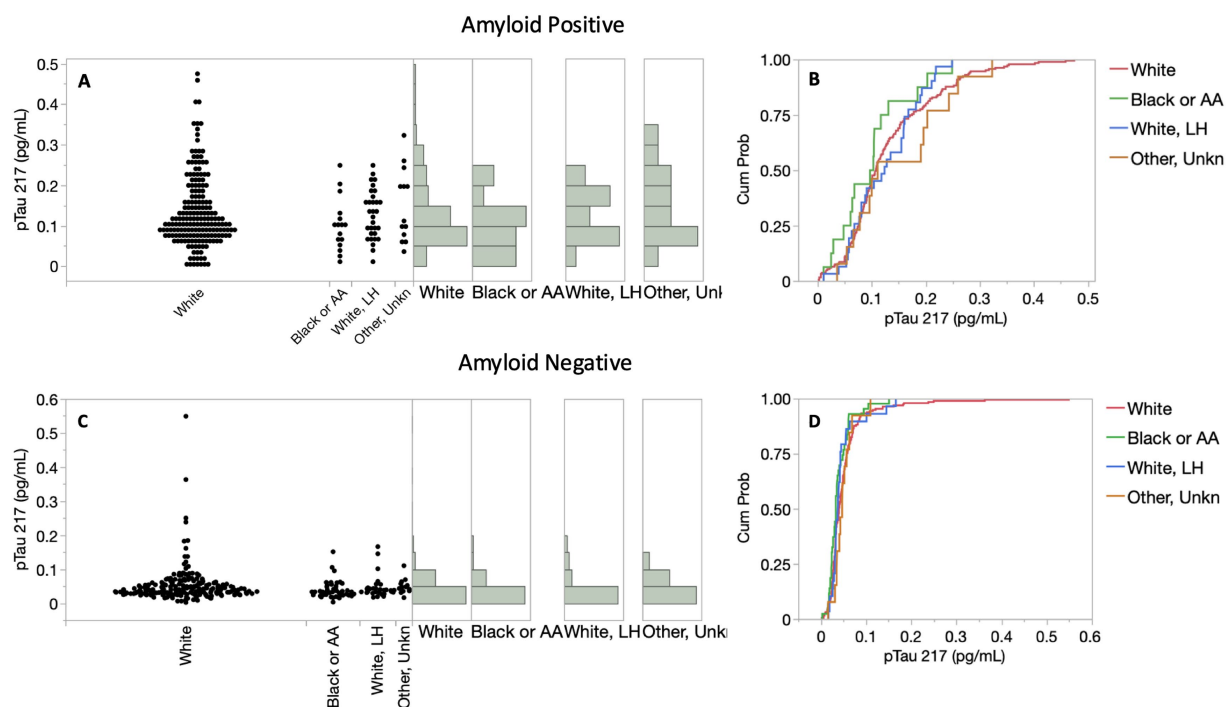 Amyloid Positive
A
pTau 217 (pg/mL)
0.5
0.4
0.3
0.2
0.1
0
White
Black or AA
White, LH
Other, Unkn
White
Black or AA
White, LH
Other, Unk
B
Cum Prob
1.00
0.75
0.50
0.25
0
0
0.1
0.2
0.3
0.4
0.5
pTau 217 (pg/mL)
White
Black or AA
White, LH
Other, Unkn
Amyloid Negative
C
pTau 217 (pg/mL)
0.6
0.5
0.4
0.3
0.2
0.1
0
White
Black or AA
White, LH
Other, Unkn
White
Black or AA
White, LH
Other, Unk
D
Cum Prob
1.00
0.75
0.50
0.25
0
0
0.1
0.2
0.3
0.4
0.5
0.6
pTau 217 (pg/mL)
White
Black or AA
White, LH
Other, Unkn